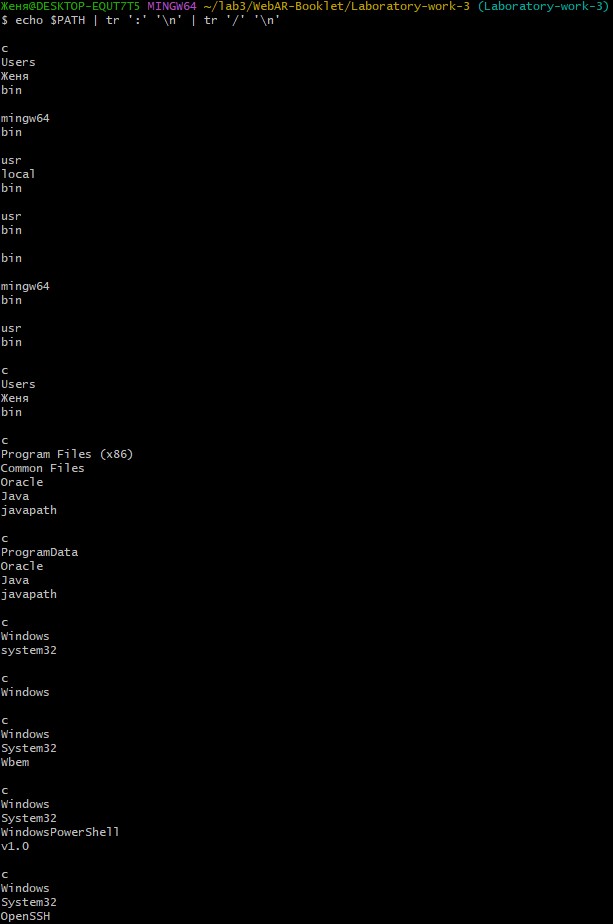 Женя@DESKTOP-EQUT7T5 MINGW64 ~/lab3/WebAR-Booklet/Laboratory-work-3 (Laboratory-work-3)
$ echo $PATH | tr ':' '\n' | tr '/' '\n'

c
Users
Женя
bin

mingw64
bin

usr
local
bin

usr
bin

bin

mingw64
bin

usr
bin

c
Users
Женя
bin

c
Program Files (x86)
Common Files
Oracle
Java
javapath

c
ProgramData
Oracle
Java
javapath

c
Windows
system32

c
Windows

c
Windows
System32
Wbem

c
Windows
System32
WindowsPowerShell
v1.0

c
Windows
System32
OpenSSH